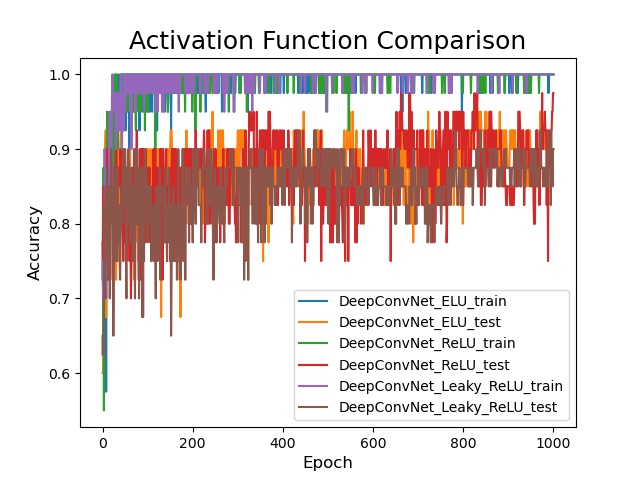 Activation Function Comparison
1.0
0.9
0.8
0.7
0.6
Accuracy
DeepConvNet_ELU_train
DeepConvNet_ELU_test
DeepConvNet_ReLU_train
DeepConvNet_ReLU_test
DeepConvNet_Leaky_ReLU_train
DeepConvNet_Leaky_ReLU_test
0 200 400 600 800 1000
Epoch